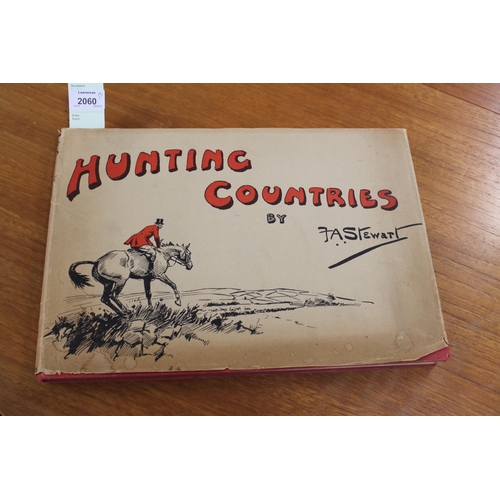 2060
HUNTING
COUNTRIES
BY
F.A. Stewart